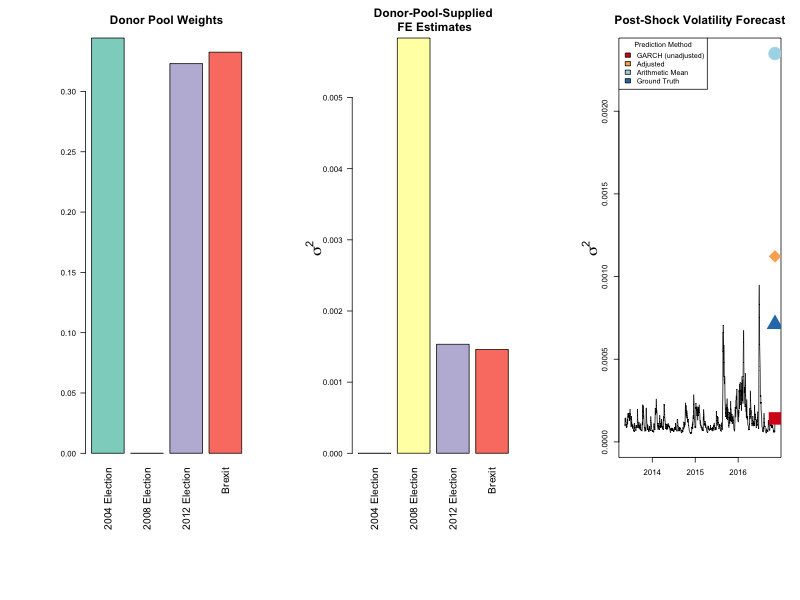 Donor Pool Weights
0.30
0.25
0.20
0.15
0.10
0.05
0.00
2004 Election
2008 Election
2012 Election
Brexit
Donor-Pool-Supplied
FE Estimates
σ²
0.005
0.004
0.003
0.002
0.001
0.000
2004 Election
2008 Election
2012 Election
Brexit
Post-Shock Volatility Forecast
Prediction Method
GARCH (unadjusted)
Adjusted
Arithmetic Mean
Ground Truth
σ²
0.0020
0.0015
0.0010
0.0005
0.0000
2014
2015
2016